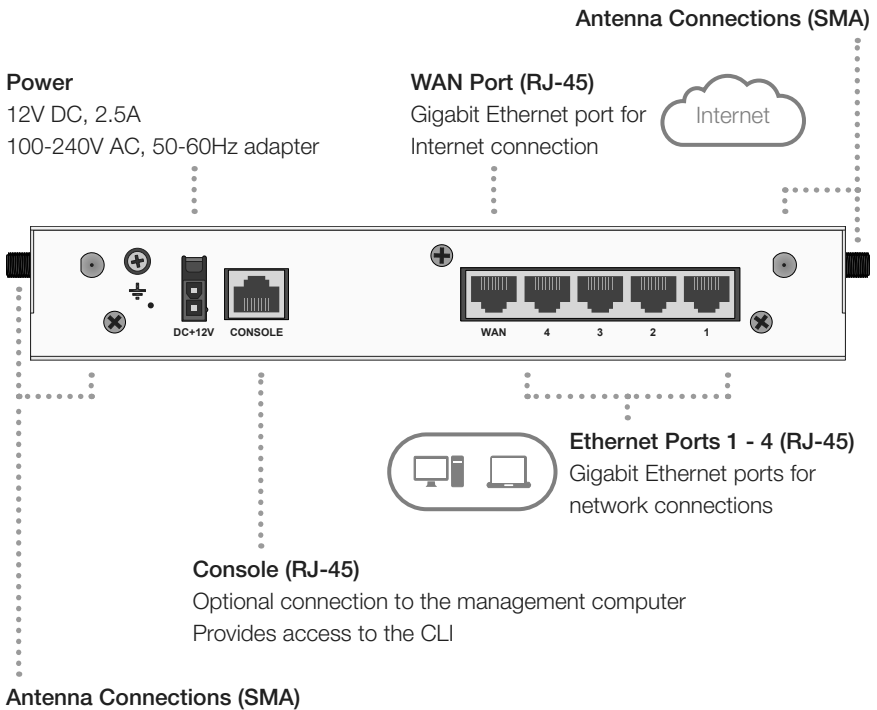 Antenna Connections (SMA)
Power
12V DC, 2.5A
100-240V AC, 50-60Hz adapter
WAN Port (RJ-45)
Gigabit Ethernet port for
Internet connection
Internet
DC+12V
CONSOLE
WAN
4
3
2
1
Ethernet Ports 1 - 4 (RJ-45)
Gigabit Ethernet ports for
network connections
Console (RJ-45)
Optional connection to the management computer
Provides access to the CLI
Antenna Connections (SMA)